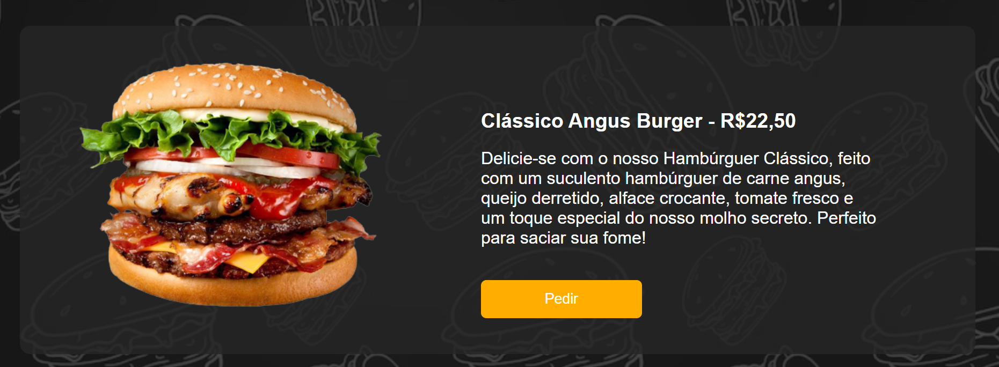 Clássico Angus Burger - R$22,50
Delicie-se com o nosso Hambúrguer Clássico, feito
com um suculento hambúrguer de carne angus,
queijo derretido, alface crocante, tomate fresco e
um toque especial do nosso molho secreto. Perfeito
para saciar sua fome!
Pedir